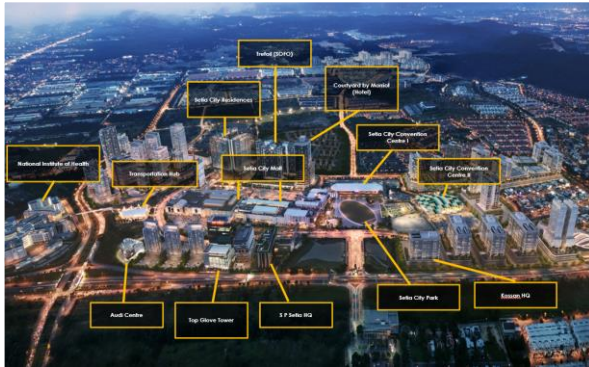 Trefoil (SOFO)
Courtyard by Marriot
(Hotel)
Setia City Residences
Setia City Convention
Centre I
National Institute of Health
Transportation Hub
Setia City Mall
Setia City Convention
Centre II
Audi Centre
Top Glove Tower
S P Setia HQ
Setia City Park
Kossan HQ